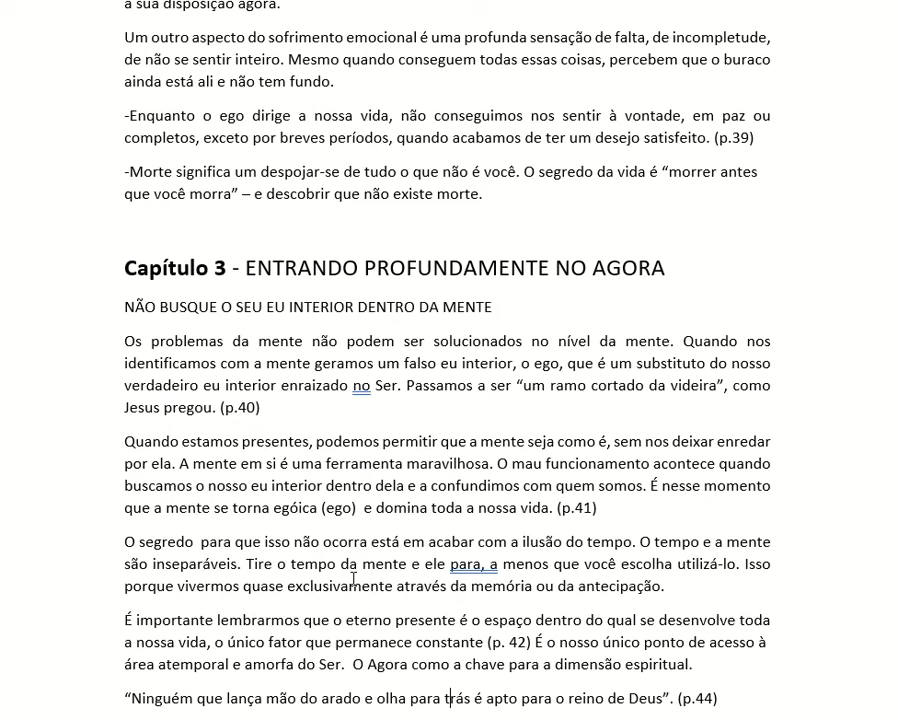 a sua disposição agora.
Um outro aspecto do sofrimento emocional é uma profunda sensação de falta, de incompletude,
de não se sentir inteiro. Mesmo quando conseguem todas essas coisas, percebem que o buraco
ainda está ali e não tem fundo.
-Enquanto o ego dirige a nossa vida, não conseguimos nos sentir à vontade, em paz ou
completos, exceto por breves períodos, quando acabamos de ter um desejo satisfeito. (p.39)
-Morte significa um despojar-se de tudo o que não é você. O segredo da vida é “morrer antes
que você morra” – e descobrir que não existe morte.
Capítulo 3 - ENTRANDO PROFUNDAMENTE NO AGORA
NÃO BUSQUE O SEU EU INTERIOR DENTRO DA MENTE
Os problemas da mente não podem ser solucionados no nível da mente. Quando nos
identificamos com a mente geramos um falso eu interior, o ego, que é um substituto do nosso
verdadeiro eu interior enraizado no Ser. Passamos a ser “um ramo cortado da videira”, como
Jesus pregou. (p.40)
Quando estamos presentes, podemos permitir que a mente seja como é, sem nos deixar enredar
por ela. A mente em si é uma ferramenta maravilhosa. O mau funcionamento acontece quando
buscamos o nosso eu interior dentro dela e a confundimos com quem somos. É nesse momento
que a mente se torna egóica (ego)  e domina toda a nossa vida. (p.41)
O segredo  para que isso não ocorra está em acabar com a ilusão do tempo. O tempo e a mente
são inseparáveis. Tire o tempo da mente e ele para, a menos que você escolha utilizá-lo. Isso
porque vivermos quase exclusivamente através da memória ou da antecipação.
É importante lembrarmos que o eterno presente é o espaço dentro do qual se desenvolve toda
a nossa vida, o único fator que permanece constante (p. 42) É o nosso único ponto de acesso à
área atemporal e amorfa do Ser.  O Agora como a chave para a dimensão espiritual.
“Ninguém que lança mão do arado e olha para trás é apto para o reino de Deus”. (p.44)